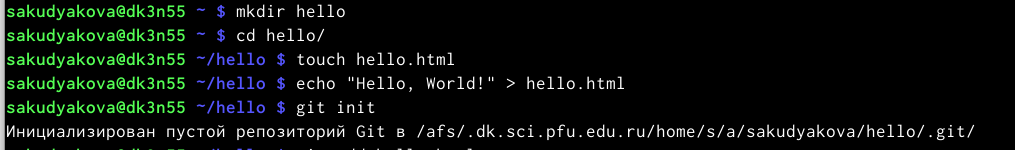 sakudyakova@dk3n55 ~ $ mkdir hello
sakudyakova@dk3n55 ~ $ cd hello/
sakudyakova@dk3n55 ~/hello $ touch hello.html
sakudyakova@dk3n55 ~/hello $ echo "Hello, World!" > hello.html
sakudyakova@dk3n55 ~/hello $ git init
Инициализирован пустой репозиторий Git в /afs/.dk.sci.pfu.edu.ru/home/s/a/sakudyakova/hello/.git/